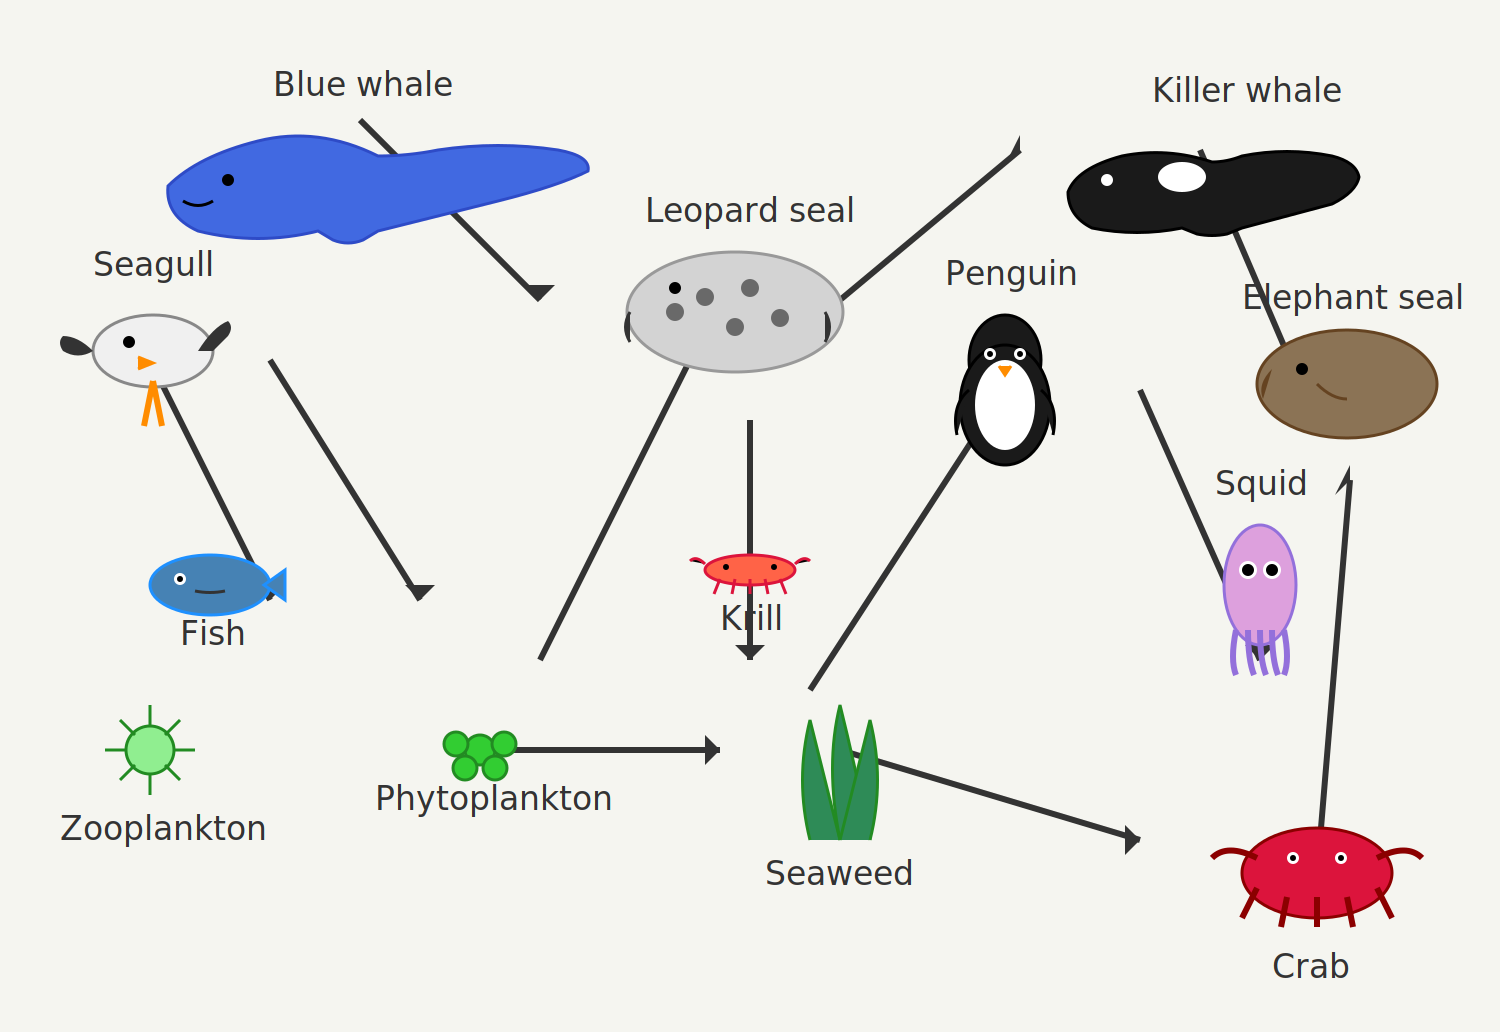 Blue whale
Killer whale
Leopard seal
Seagull
Penguin
Elephant seal
Squid
Krill
Fish
Phytoplankton
Zooplankton
Seaweed
Crab